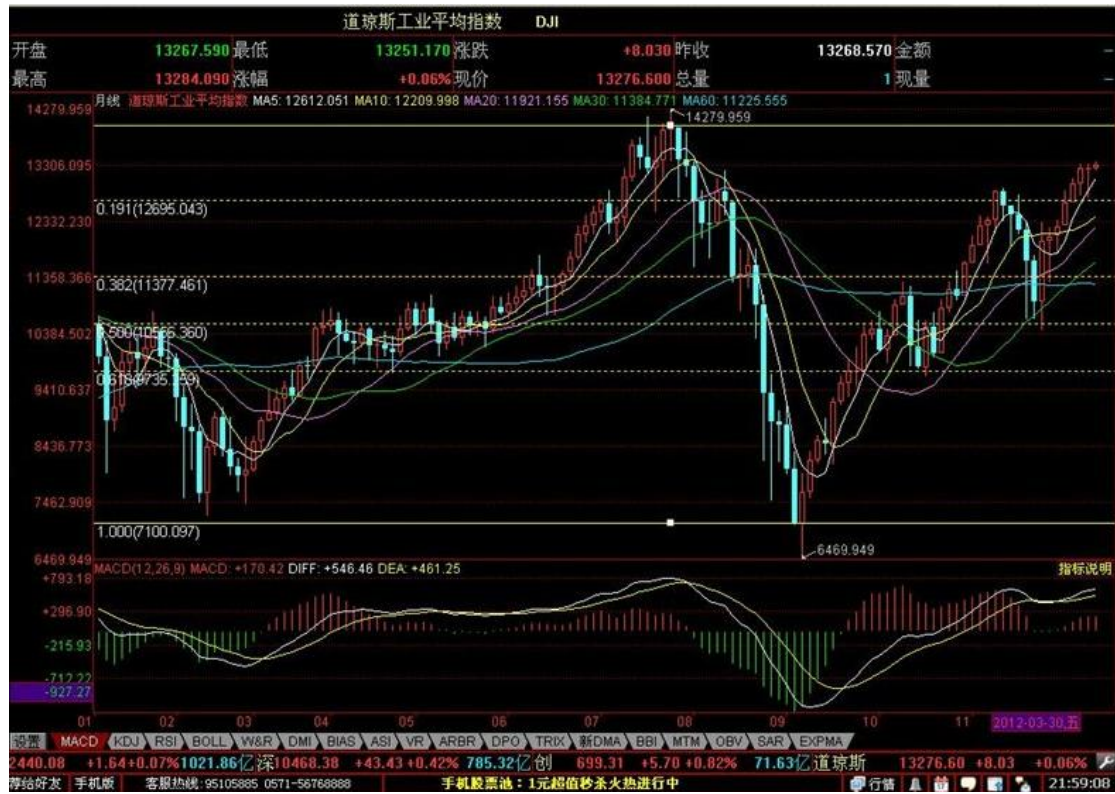 道琼斯工业平均指数 DJI
开盘 13267.590 最低 13251.170 涨跌 +8.030 昨收 13268.570 金额 —
最高 13284.090 涨幅 +0.06% 现价 13276.600 总量 1 现量 —
月线 道琼斯工业平均指数 MA5: 12612.051 MA10: 12209.998 MA20: 11921.155 MA30: 11384.771 MA60: 11225.555
14279.959
14279.959
13306.095
0.191(12695.043)
12332.230
11358.366
0.382(11377.461)
10384.502
0.618(9735.359)
9410.637
8436.773
7462.909
1.000(7100.097)
6469.949
6469.949
MACD(12,26,9) MACD: +170.42 DIFF: +546.46 DEA: +461.25 指标说明
+793.18
+296.90
-215.93
-712.22
-927.27
01 02 03 04 05 06 07 08 09 10 11 2012-03-30,五
设置 MACD KDJ RSI BOLL W&R DMI BIAS ASI VR ARBR DPO TRIX 新DMA BBI MTM OBV SAR EXPMA
2440.08 +1.64 +0.07% 1021.86亿 深 10468.38 +43.43 +0.42% 785.32亿 创 699.31 +5.70 +0.82% 71.63亿 道琼斯 13276.60 +8.03 +0.06%
荐给好友 手机版 客服热线:95105885 0571-56768888 手机股票池：1元超值秒杀火热进行中 行情 21:59:08